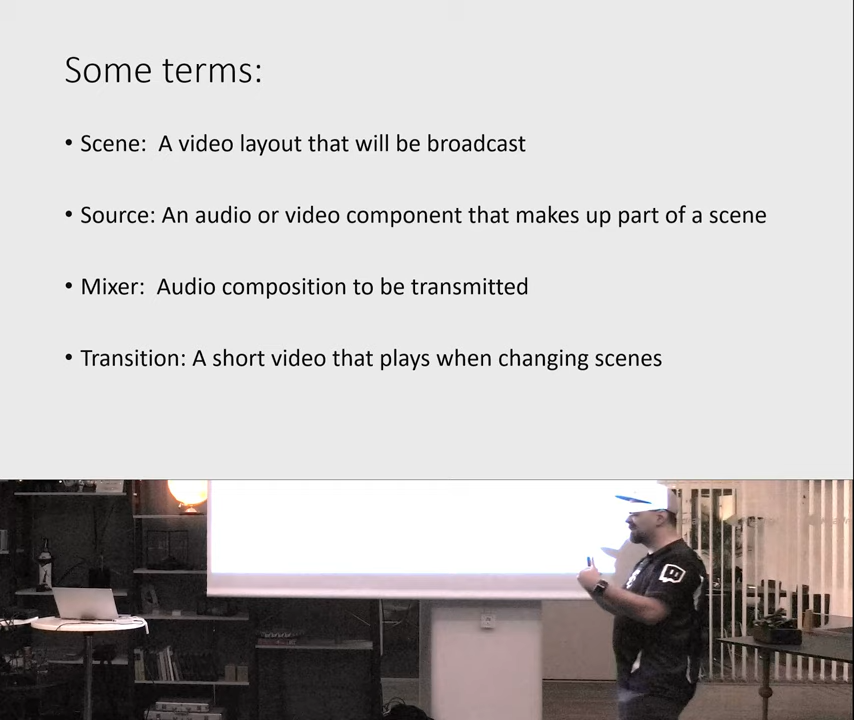 Some terms:
• Scene:  A video layout that will be broadcast
• Source: An audio or video component that makes up part of a scene
• Mixer:  Audio composition to be transmitted
• Transition: A short video that plays when changing scenes